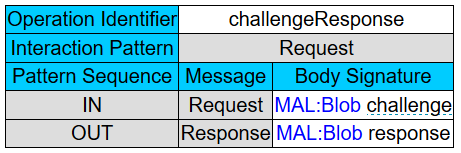 Operation Identifier challengeResponse
Interaction Pattern Request
Pattern Sequence Message Body Signature
IN Request MAL:Blob challenge
OUT Response MAL:Blob response